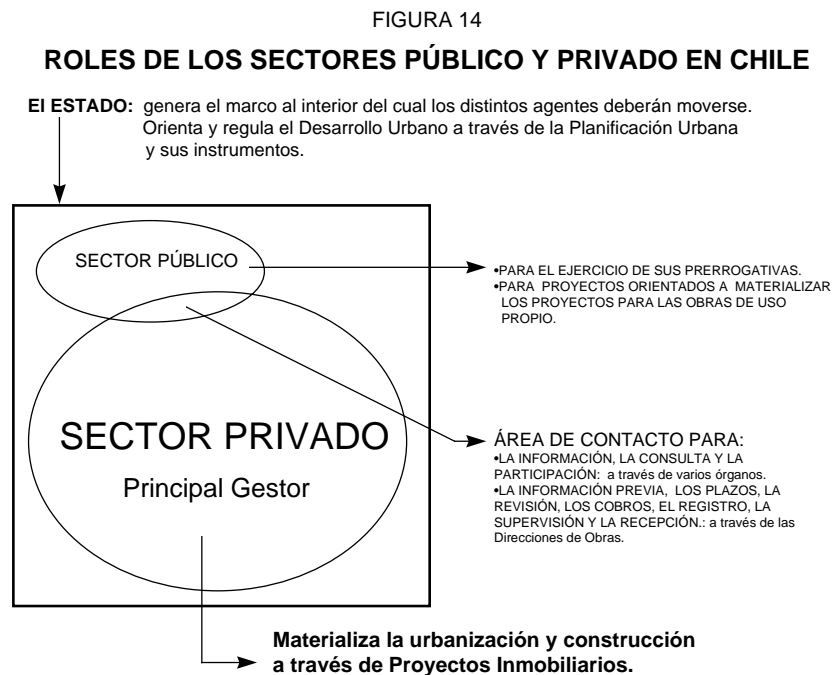 FIGURA 14
ROLES DE LOS SECTORES PÚBLICO Y PRIVADO EN CHILE
El ESTADO: genera el marco al interior del cual los distintos agentes deberán moverse.
Orienta y regula el Desarrollo Urbano a través de la Planificación Urbana
y sus instrumentos.
SECTOR PÚBLICO
•PARA EL EJERCICIO DE SUS PRERROGATIVAS.
•PARA PROYECTOS ORIENTADOS A MATERIALIZAR
LOS PROYECTOS PARA LAS OBRAS DE USO
PROPIO.
SECTOR PRIVADO
Principal Gestor
ÁREA DE CONTACTO PARA:
•LA INFORMACIÓN, LA CONSULTA Y LA
PARTICIPACIÓN: a través de varios órganos.
•LA INFORMACIÓN PREVIA, LOS PLAZOS, LA
REVISIÓN, LOS COBROS, EL REGISTRO, LA
SUPERVISIÓN Y LA RECEPCIÓN.: a través de las
Direcciones de Obras.
Materializa la urbanización y construcción
a través de Proyectos Inmobiliarios.